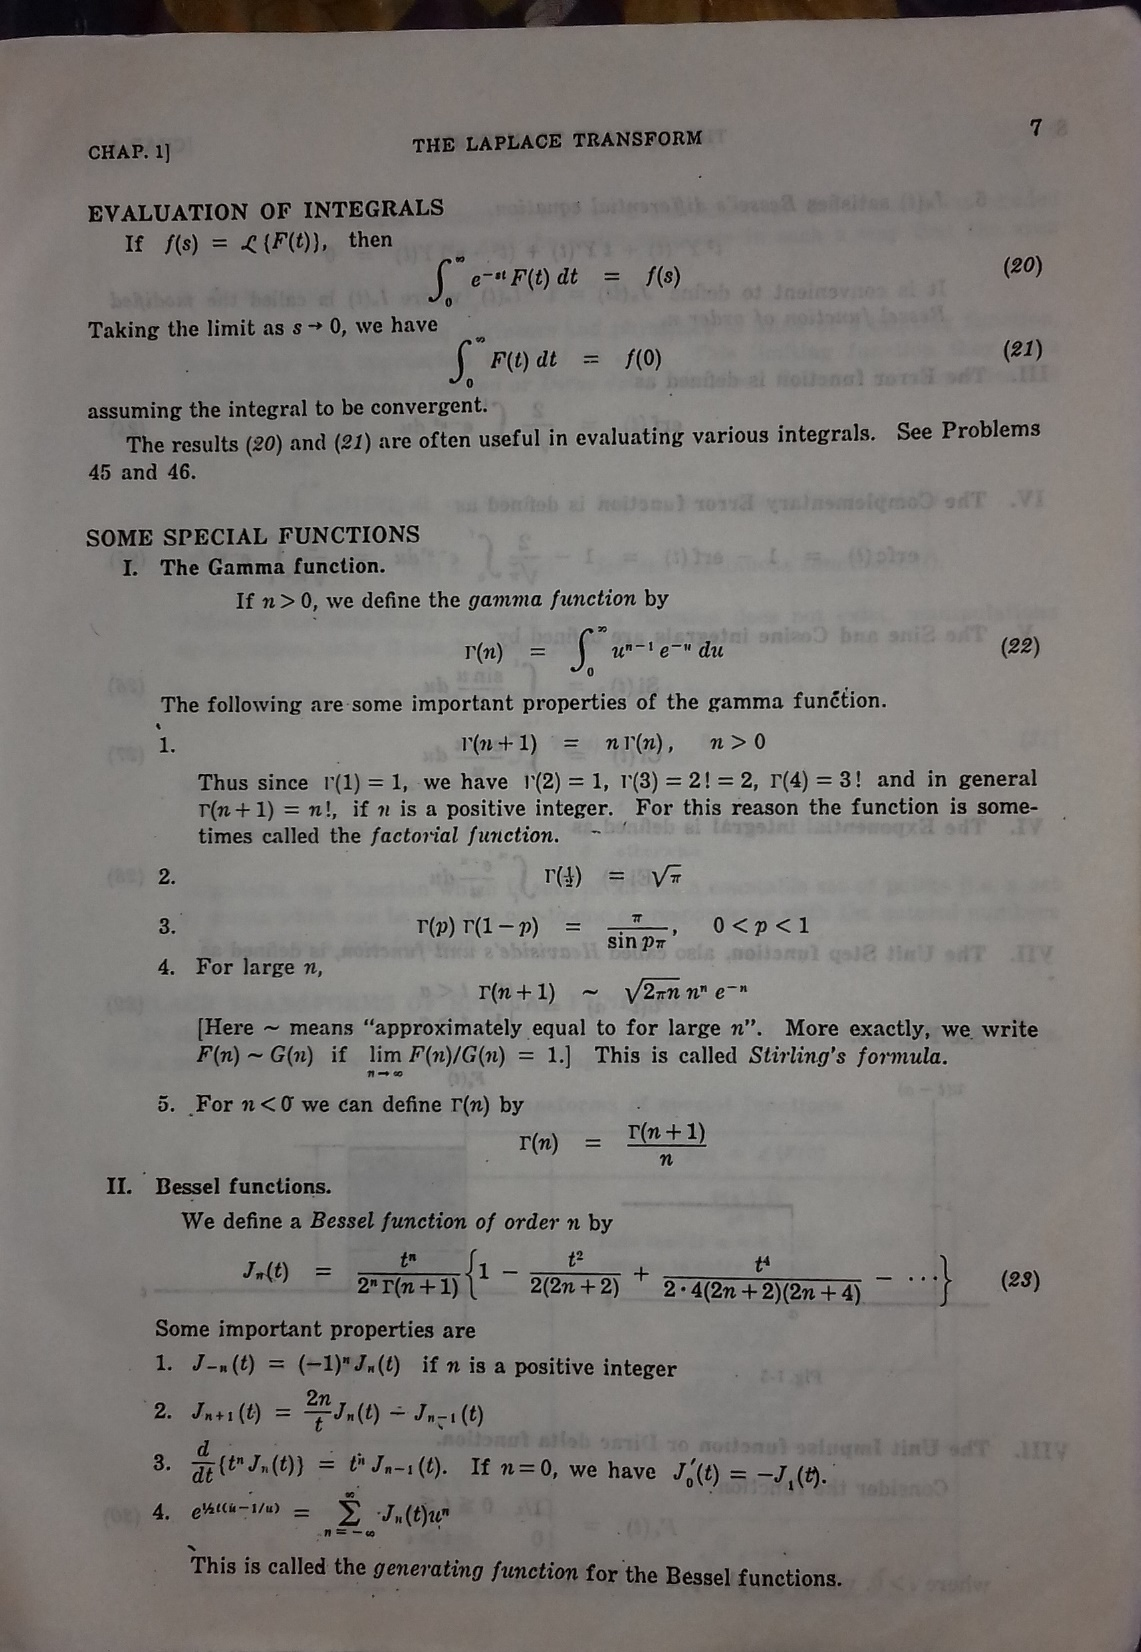 CHAP. 1]
THE LAPLACE TRANSFORM
7
EVALUATION OF INTEGRALS
If f(s) = ℒ{F(t)}, then
∫₀^∞ e^{−st} F(t) dt = f(s) (20)
Taking the limit as s → 0, we have
∫₀^∞ F(t) dt = f(0) (21)
assuming the integral to be convergent.
The results (20) and (21) are often useful in evaluating various integrals. See Problems
45 and 46.
SOME SPECIAL FUNCTIONS
I. The Gamma function.
If n > 0, we define the gamma function by
Γ(n) = ∫₀^∞ u^{n−1} e^{−u} du (22)
The following are some important properties of the gamma function.
1. Γ(n + 1) = n Γ(n), n > 0
Thus since Γ(1) = 1, we have Γ(2) = 1, Γ(3) = 2! = 2, Γ(4) = 3! and in general
Γ(n + 1) = n!, if n is a positive integer. For this reason the function is some-
times called the factorial function.
2. Γ(½) = √π
3. Γ(p) Γ(1 − p) = π / sin pπ, 0 < p < 1
4. For large n,
Γ(n + 1) ~ √(2πn) nⁿ e^{−n}
[Here ~ means "approximately equal to for large n". More exactly, we write
F(n) ~ G(n) if lim_{n→∞} F(n)/G(n) = 1.] This is called Stirling's formula.
5. For n < 0 we can define Γ(n) by
Γ(n) = Γ(n + 1) / n
II. Bessel functions.
We define a Bessel function of order n by
Jₙ(t) = tⁿ / 2ⁿ Γ(n + 1) {1 − t² / 2(2n + 2) + t⁴ / 2·4(2n + 2)(2n + 4) − ···} (23)
Some important properties are
1. J₋ₙ(t) = (−1)ⁿ Jₙ(t) if n is a positive integer
2. Jₙ₊₁(t) = 2n/t Jₙ(t) − Jₙ₋₁(t)
3. d/dt {tⁿ Jₙ(t)} = tⁿ Jₙ₋₁(t). If n = 0, we have J₀′(t) = −J₁(t).
4. e^{½t(u−1/u)} = Σ_{n=−∞}^{∞} Jₙ(t)uⁿ
This is called the generating function for the Bessel functions.